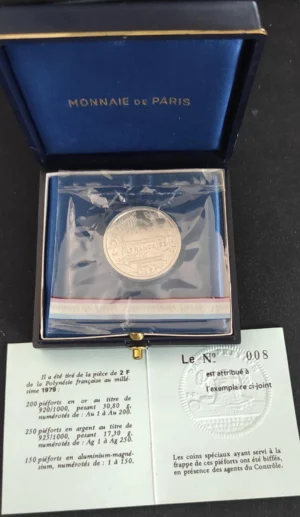 MONNAIE DE PARIS
Il a été tiré de la pièce de 2 F
de la Polynésie française au millé-
sime 1979 :
200 piéforts en or au titre de
920/1000, pesant 30,80 g,
numérotés de : Au 1 à Au 200.
250 piéforts en argent au titre de
925/1000, pesant 17,30 g,
numérotés de : Ag 1 à Ag 250.
150 piéforts en aluminium-magné-
sium, numérotés de : 1 à 150.
Le N° 008
est attribué à
l'exemplaire ci-joint
Les coins spéciaux ayant servi à la
frappe de ces piéforts ont été biffés,
en présence des agents du Contrôle.